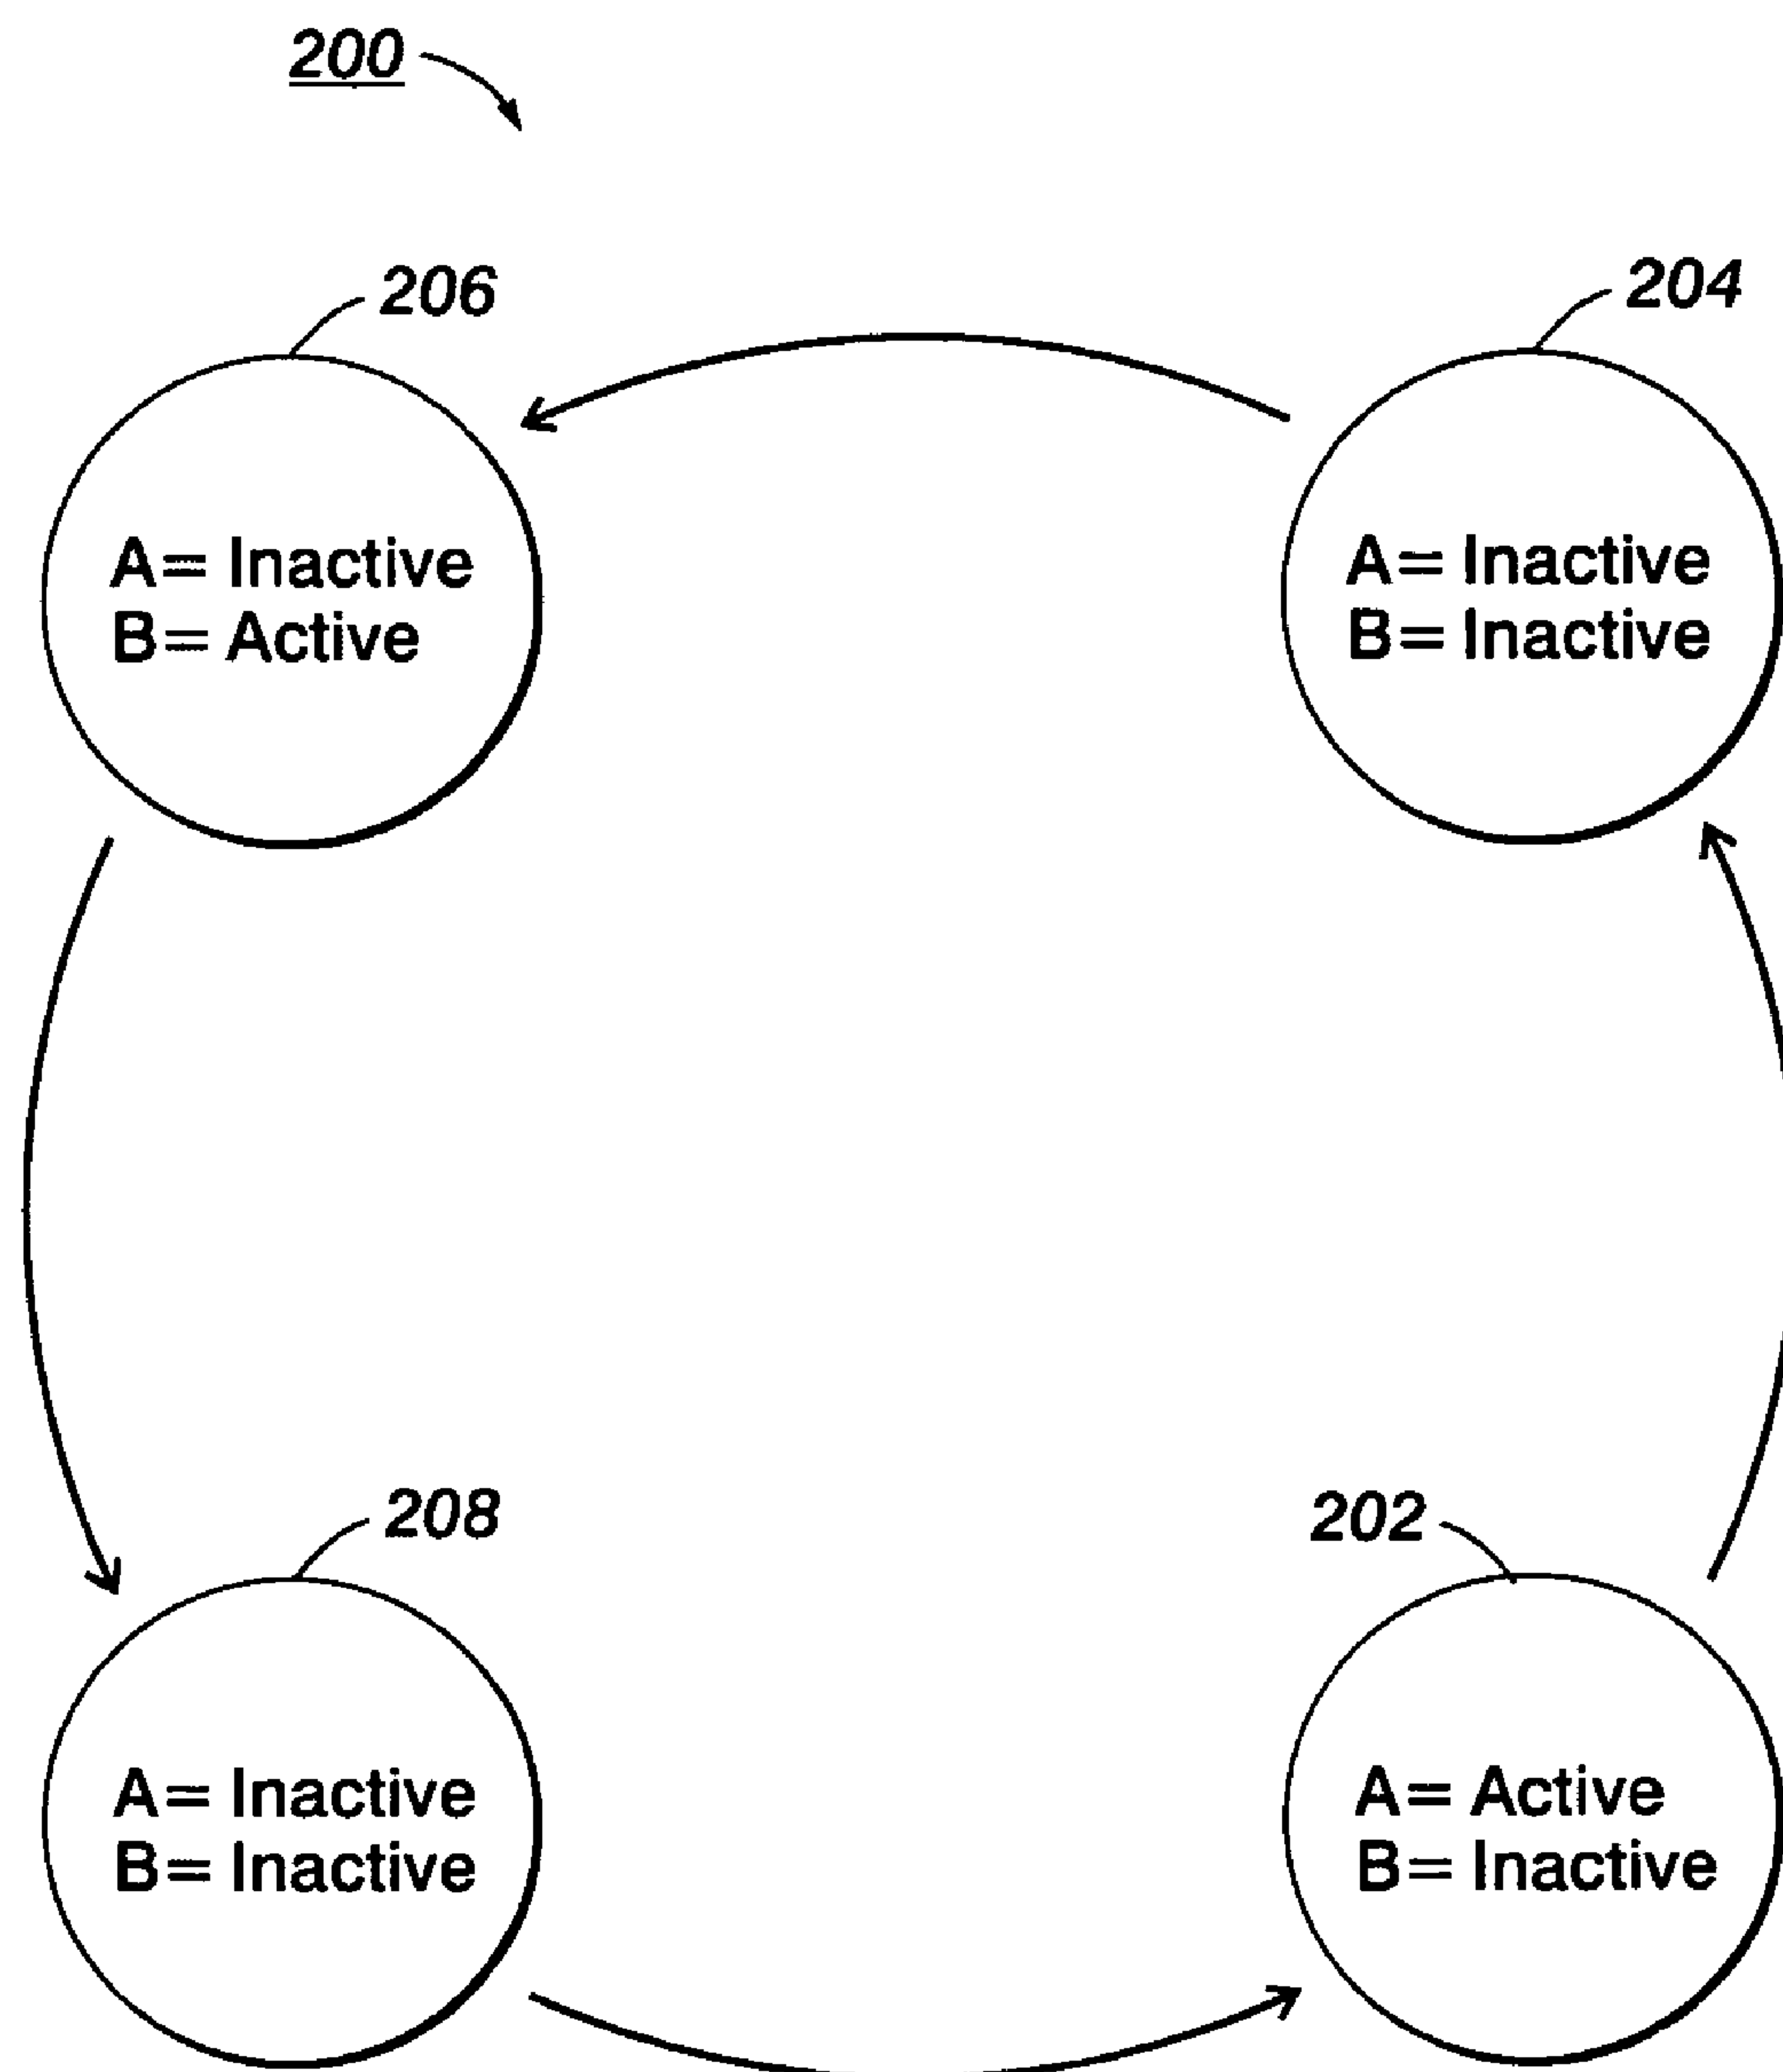 200
206
204
A= Inactive
B= Active
A= Inactive
B= Inactive
208
202
A= Inactive
B= Inactive
A= Active
B= Inactive